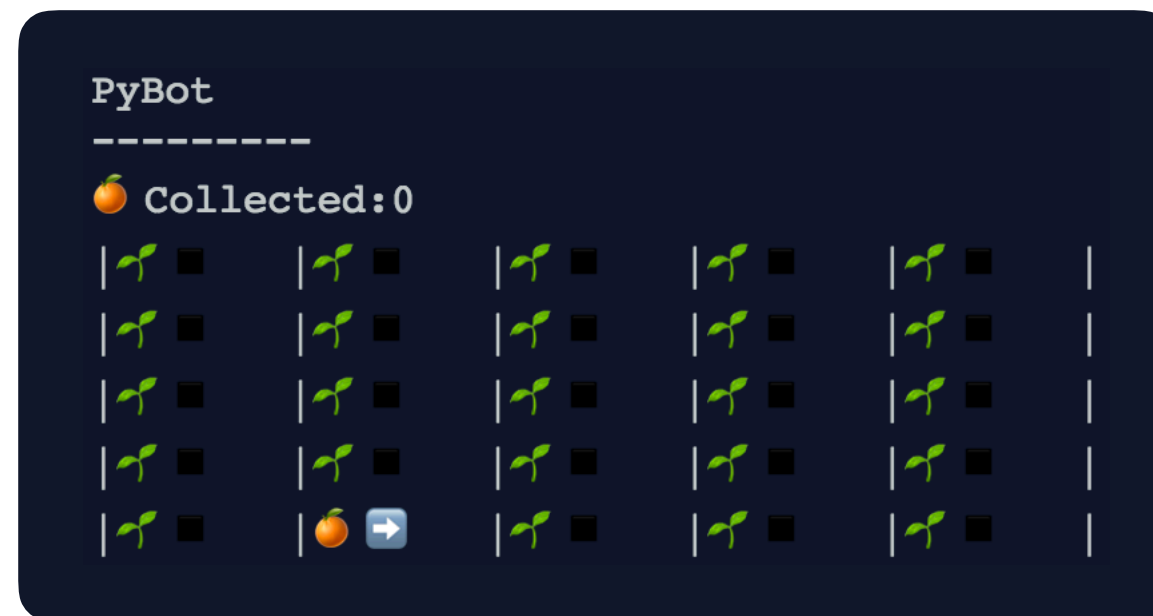 PyBot
---------
🍊 Collected:0
|🌱 ◾ |🌱 ◾ |🌱 ◾ |🌱 ◾ |🌱 ◾ |
|🌱 ◾ |🌱 ◾ |🌱 ◾ |🌱 ◾ |🌱 ◾ |
|🌱 ◾ |🌱 ◾ |🌱 ◾ |🌱 ◾ |🌱 ◾ |
|🌱 ◾ |🌱 ◾ |🌱 ◾ |🌱 ◾ |🌱 ◾ |
|🌱 ◾ |🍊 ➡️ |🌱 ◾ |🌱 ◾ |🌱 ◾ |